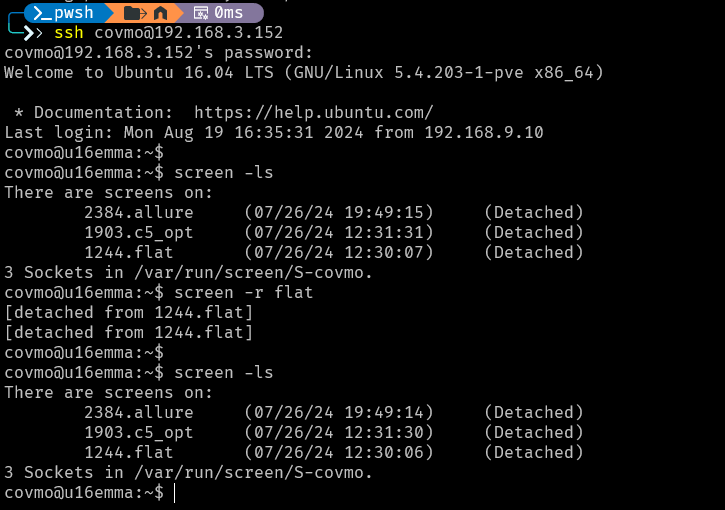 pwsh 0ms
ssh covmo@192.168.3.152
covmo@192.168.3.152's password:
Welcome to Ubuntu 16.04 LTS (GNU/Linux 5.4.203-1-pve x86_64)
* Documentation:  https://help.ubuntu.com/
Last login: Mon Aug 19 16:35:31 2024 from 192.168.9.10
covmo@u16emma:~$
covmo@u16emma:~$ screen -ls
There are screens on:
2384.allure     (07/26/24 19:49:15)     (Detached)
1903.c5_opt     (07/26/24 12:31:31)     (Detached)
1244.flat       (07/26/24 12:30:07)     (Detached)
3 Sockets in /var/run/screen/S-covmo.
covmo@u16emma:~$ screen -r flat
[detached from 1244.flat]
[detached from 1244.flat]
covmo@u16emma:~$
covmo@u16emma:~$ screen -ls
There are screens on:
2384.allure     (07/26/24 19:49:14)     (Detached)
1903.c5_opt     (07/26/24 12:31:30)     (Detached)
1244.flat       (07/26/24 12:30:06)     (Detached)
3 Sockets in /var/run/screen/S-covmo.
covmo@u16emma:~$